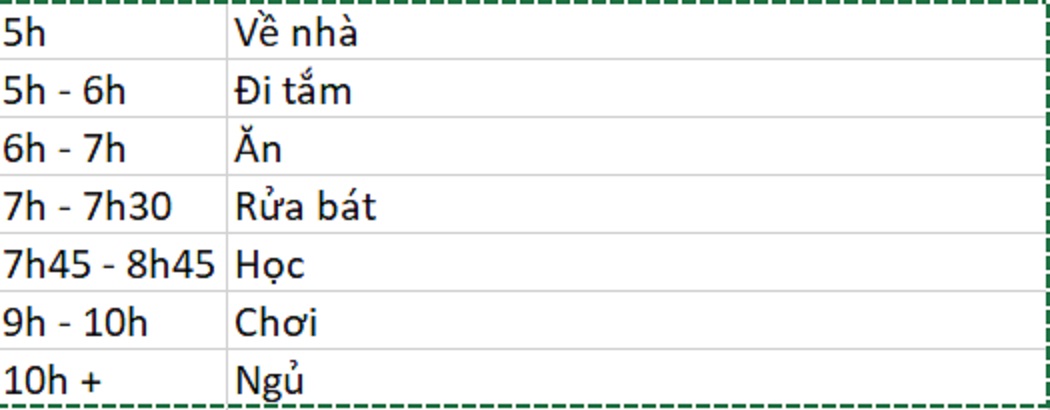 5h Về nhà
5h - 6h Đi tắm
6h - 7h Ăn
7h - 7h30 Rửa bát
7h45 - 8h45 Học
9h - 10h Chơi
10h + Ngủ